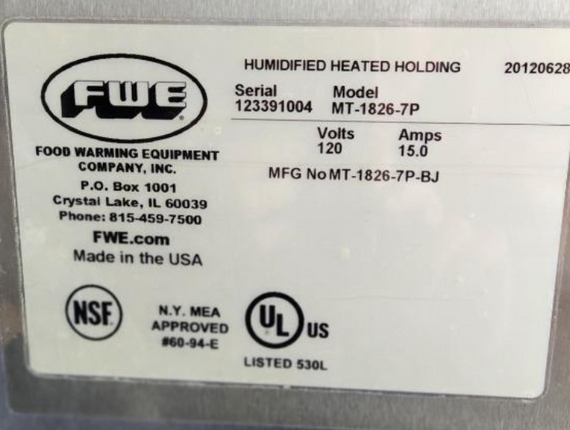 FWE
FOOD WARMING EQUIPMENT
COMPANY, INC.
P.O. Box 1001
Crystal Lake, IL 60039
Phone: 815-459-7500
FWE.com
Made in the USA
HUMIDIFIED HEATED HOLDING 20120628
Serial Model
123391004 MT-1826-7P
Volts Amps
120 15.0
MFG No MT-1826-7P-BJ
NSF
N.Y. MEA
APPROVED
#60-94-E
UL US
LISTED 530L